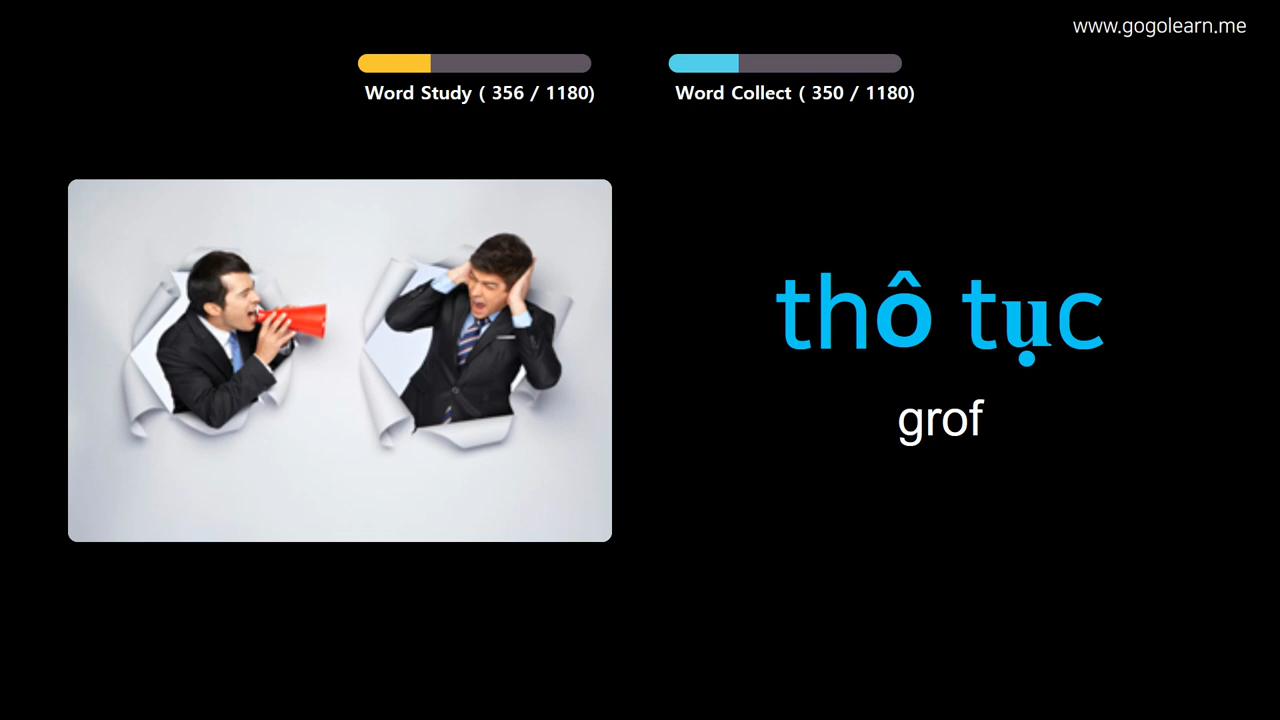 www.gogolearn.me
Word Study ( 356 / 1180)
Word Collect ( 350 / 1180)
thô tục
grof